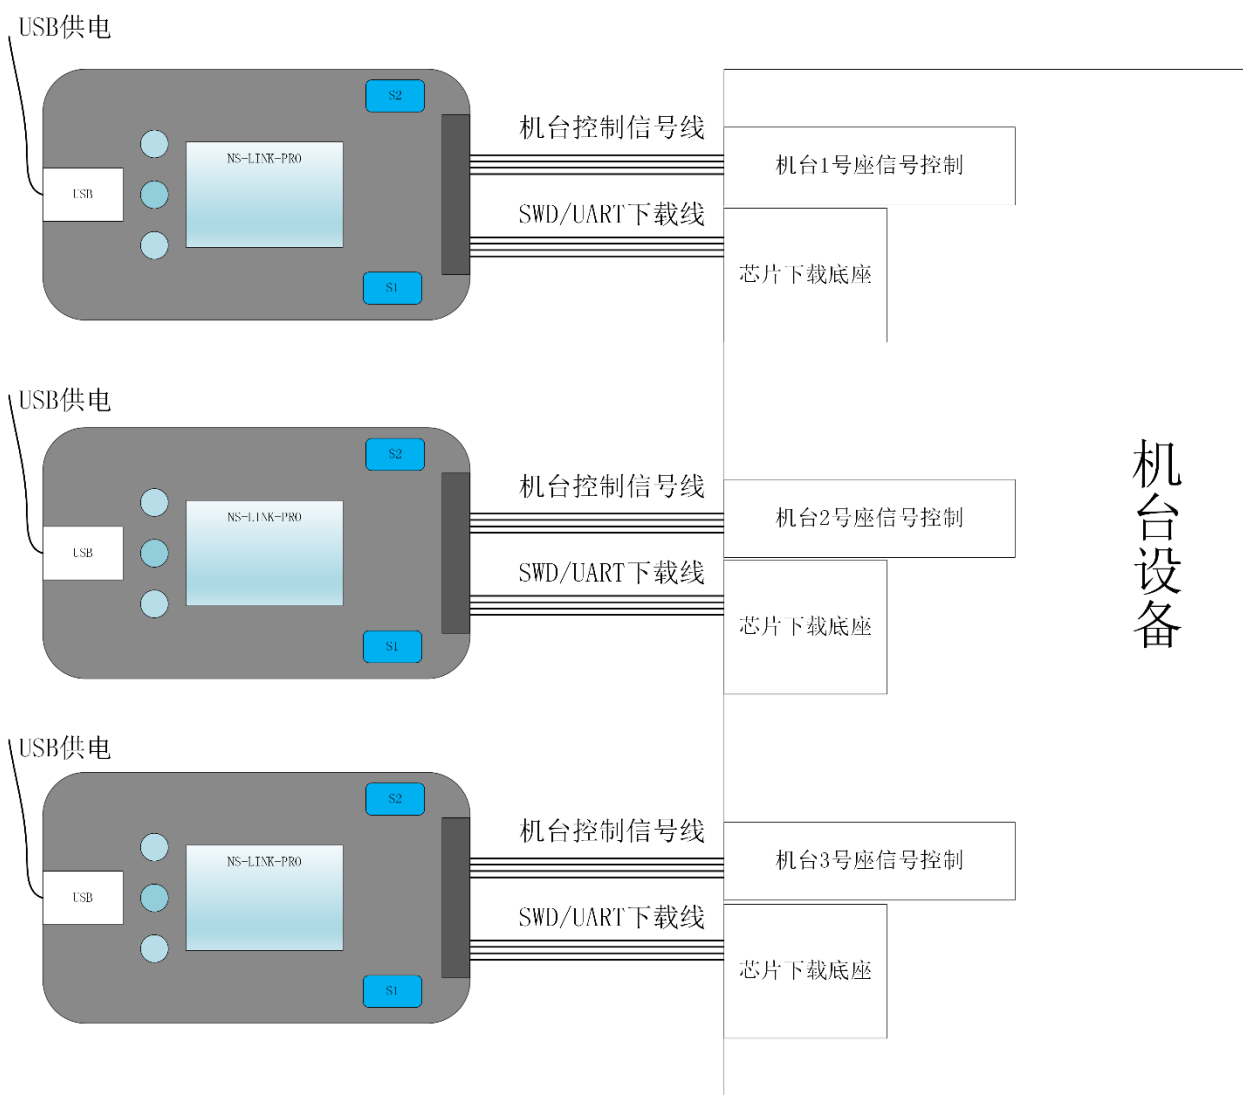 USB供电
S2
机台控制信号线
NS-LINK-PRO
机台1号座信号控制
USB
SWD/UART下载线
芯片下载底座
S1
USB供电
S2
机台控制信号线
NS-LINK-PRO
机台2号座信号控制
USB
SWD/UART下载线
芯片下载底座
S1
机台设备
USB供电
S2
机台控制信号线
NS-LINK-PRO
机台3号座信号控制
USB
SWD/UART下载线
芯片下载底座
S1